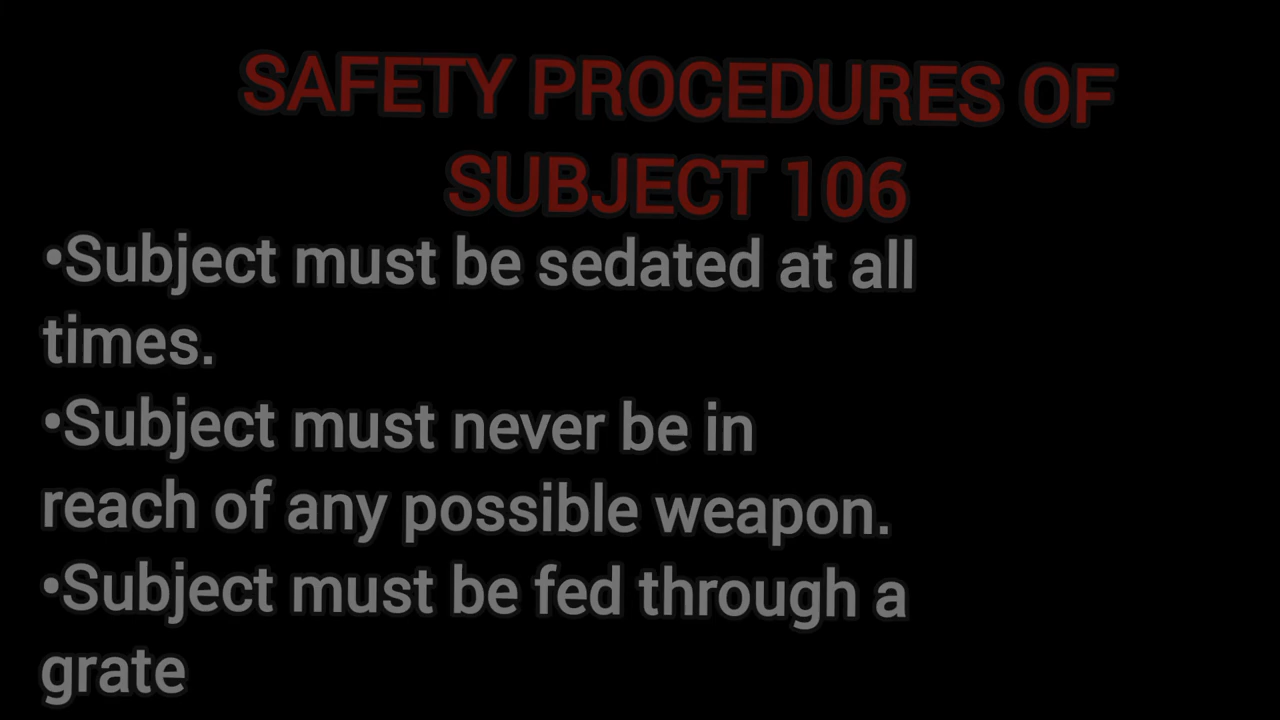 SAFETY PROCEDURES OF
SUBJECT 106
•Subject must be sedated at all
times.
•Subject must never be in
reach of any possible weapon.
•Subject must be fed through a
grate